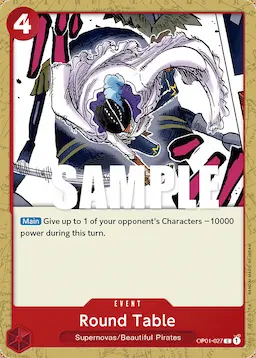 4
SAMPLE
Main Give up to 1 of your opponent's Characters −10000
power during this turn.
EVENT
Round Table
Supernovas/Beautiful Pirates
OP01-027